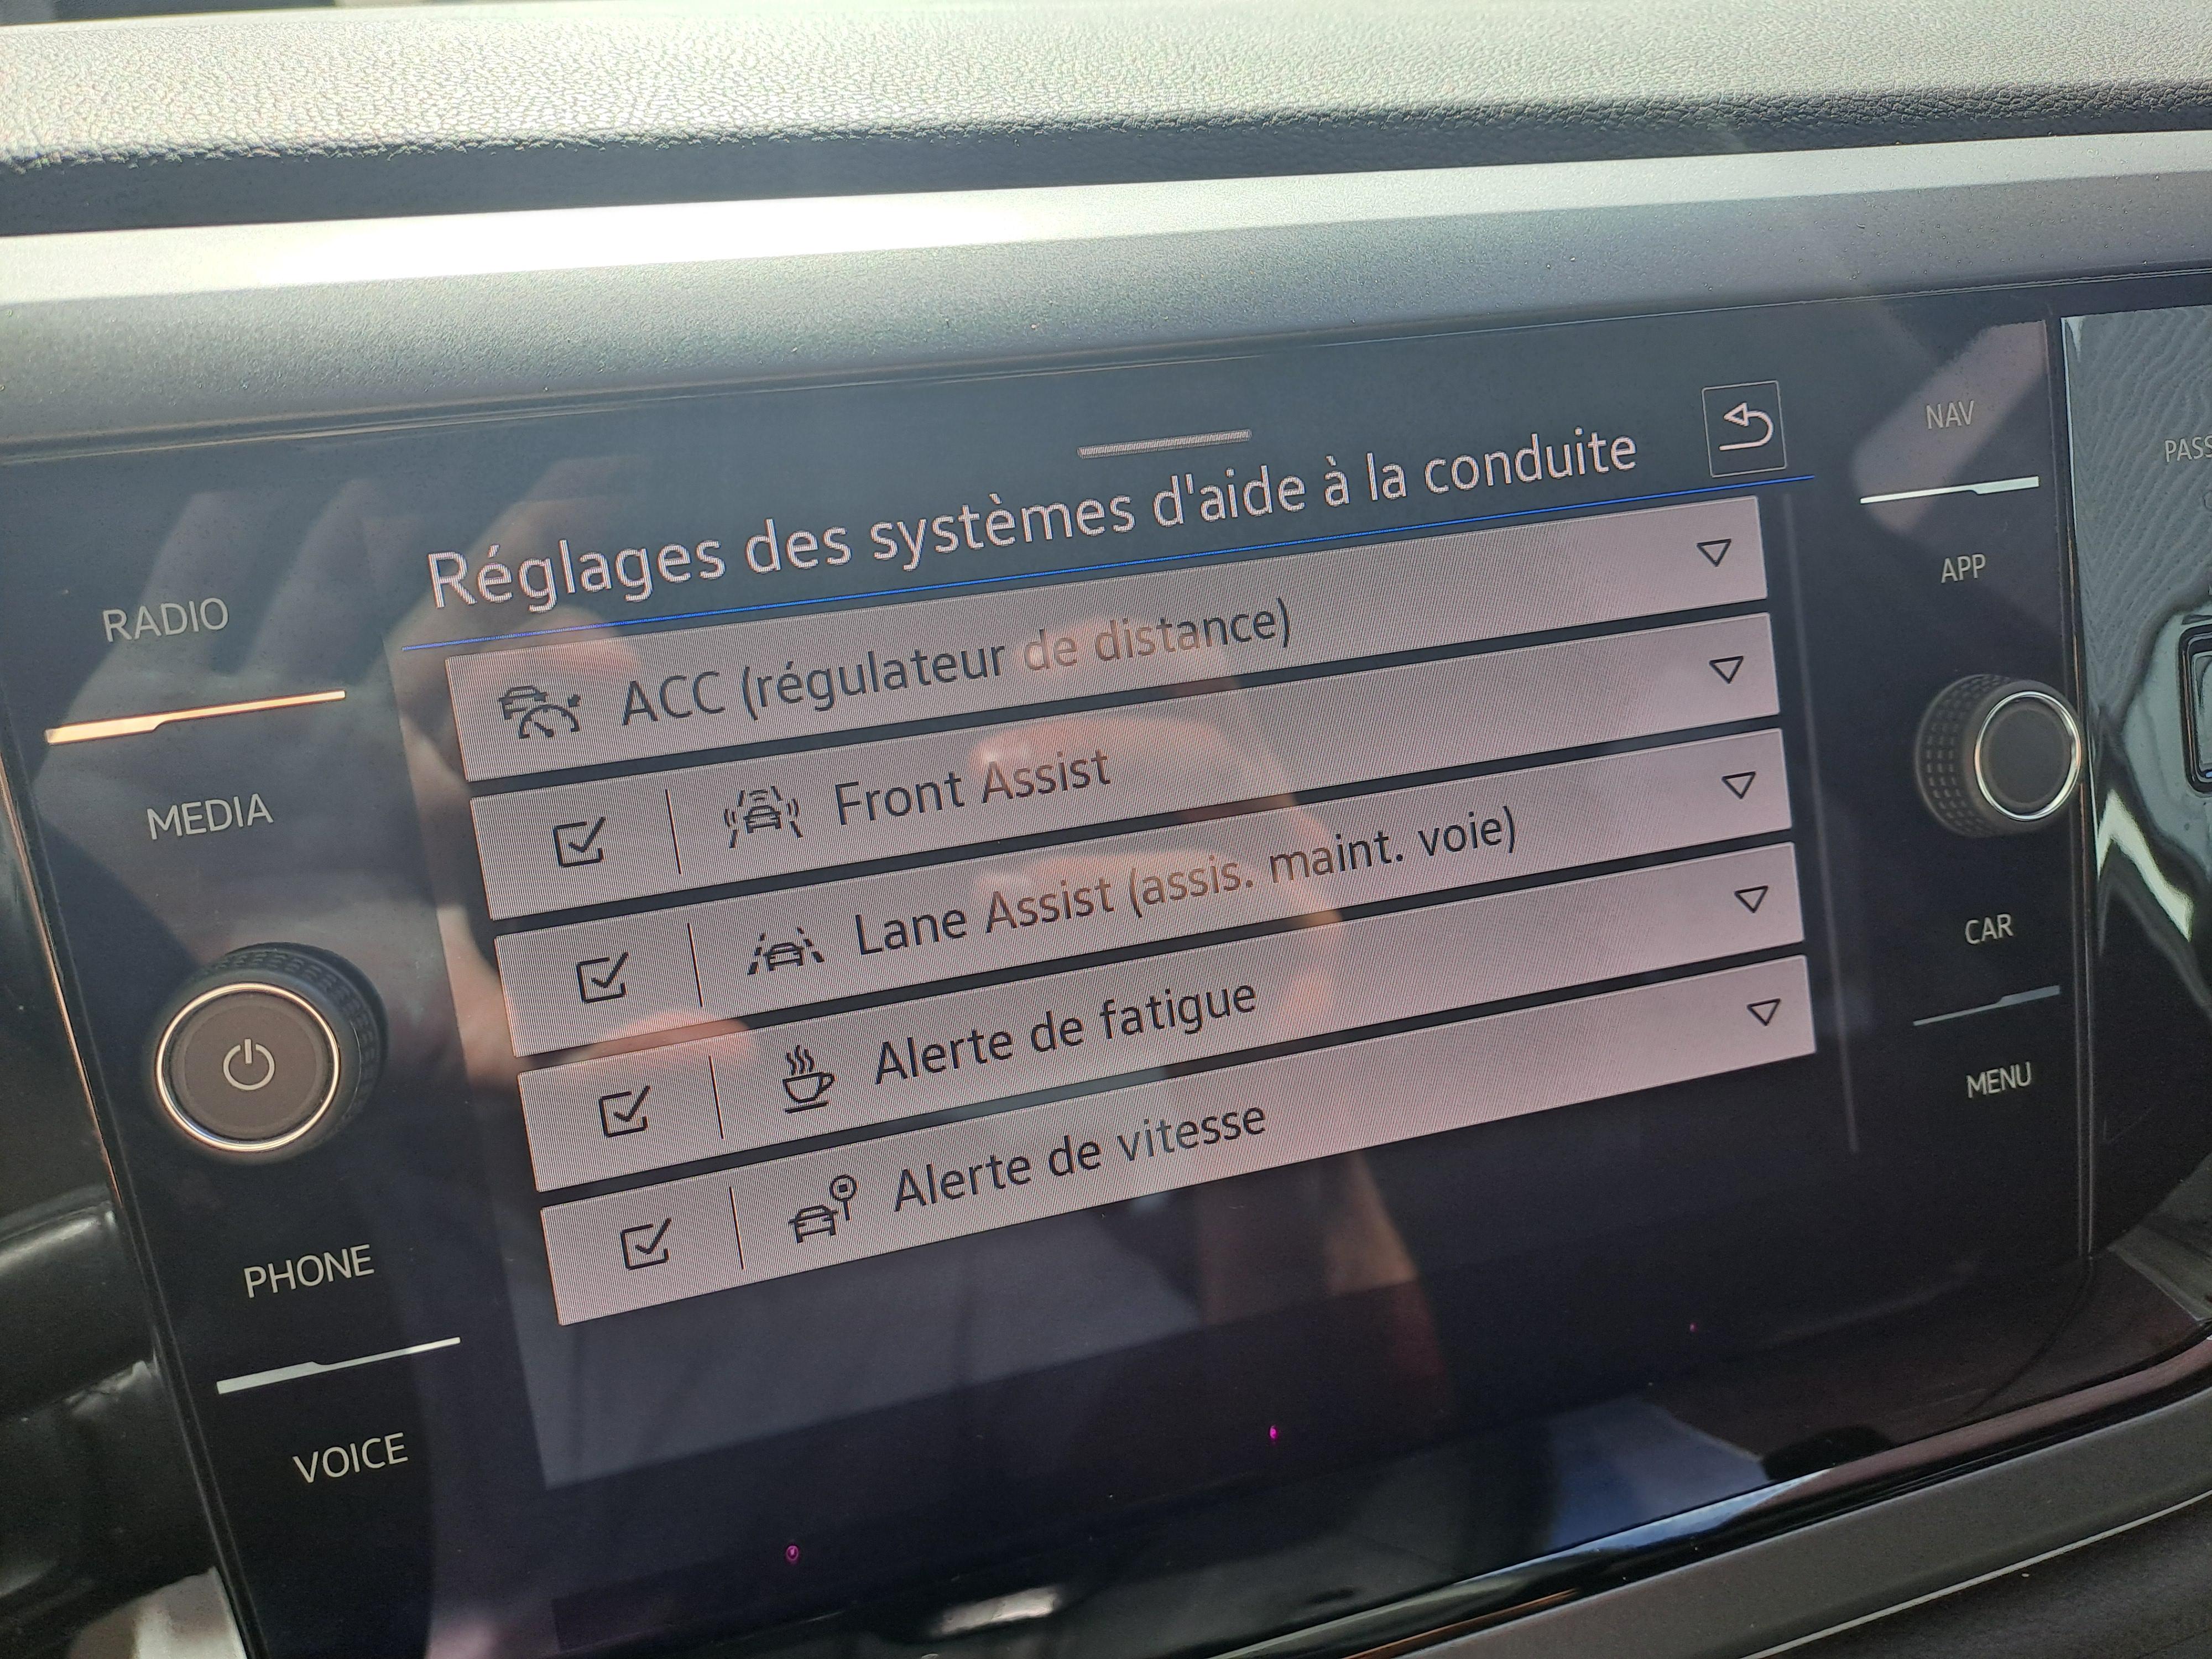 Réglages des systèmes d'aide à la conduite
ACC (régulateur de distance)
Front Assist
Lane Assist (assis. maint. voie)
Alerte de fatigue
Alerte de vitesse
RADIO
MEDIA
PHONE
VOICE
NAV
APP
CAR
MENU